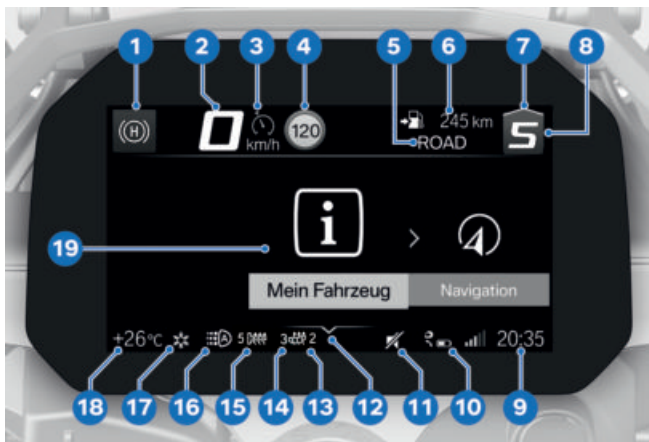 1 2 3 4 5 6 7 8
(H) 0 km/h 120 245 km S
ROAD
i
19
Mein Fahrzeug Navigation
+26°C A 5 3 2 20:35
18 17 16 15 14 13 12 11 10 9